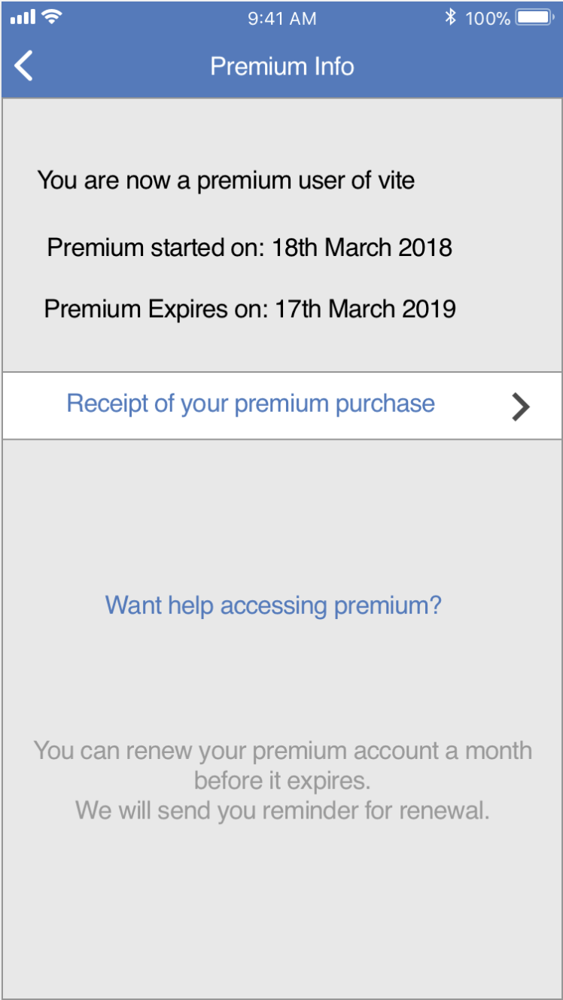 9:41 AM
100%
Premium Info
You are now a premium user of vite
Premium started on: 18th March 2018
Premium Expires on: 17th March 2019
Receipt of your premium purchase
Want help accessing premium?
You can renew your premium account a month
before it expires.
We will send you reminder for renewal.